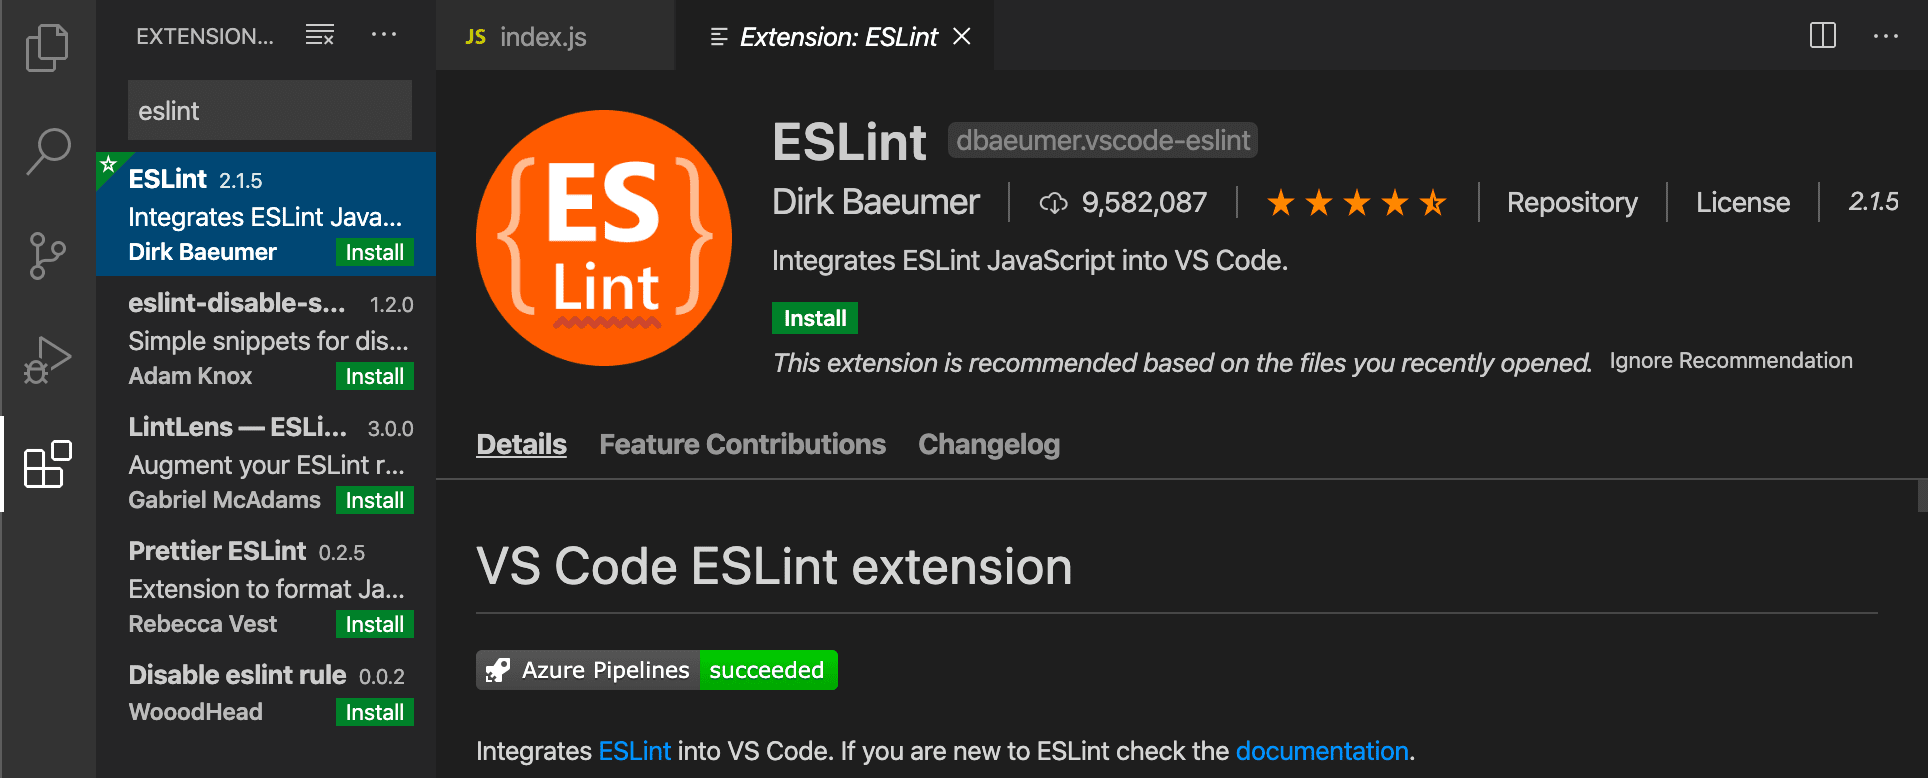 EXTENSION...
eslint
ESLint 2.1.5
Integrates ESLint Java...
Dirk Baeumer Install
eslint-disable-s... 1.2.0
Simple snippets for dis...
Adam Knox Install
LintLens — ESLi... 3.0.0
Augment your ESLint r...
Gabriel McAdams Install
Prettier ESLint 0.2.5
Extension to format Ja...
Rebecca Vest Install
Disable eslint rule 0.0.2
WooodHead Install
JS index.js
Extension: ESLint
ES
Lint
ESLint dbaeumer.vscode-eslint
Dirk Baeumer 9,582,087 Repository License 2.1.5
Integrates ESLint JavaScript into VS Code.
Install
This extension is recommended based on the files you recently opened. Ignore Recommendation
Details Feature Contributions Changelog
VS Code ESLint extension
Azure Pipelines succeeded
Integrates ESLint into VS Code. If you are new to ESLint check the documentation.